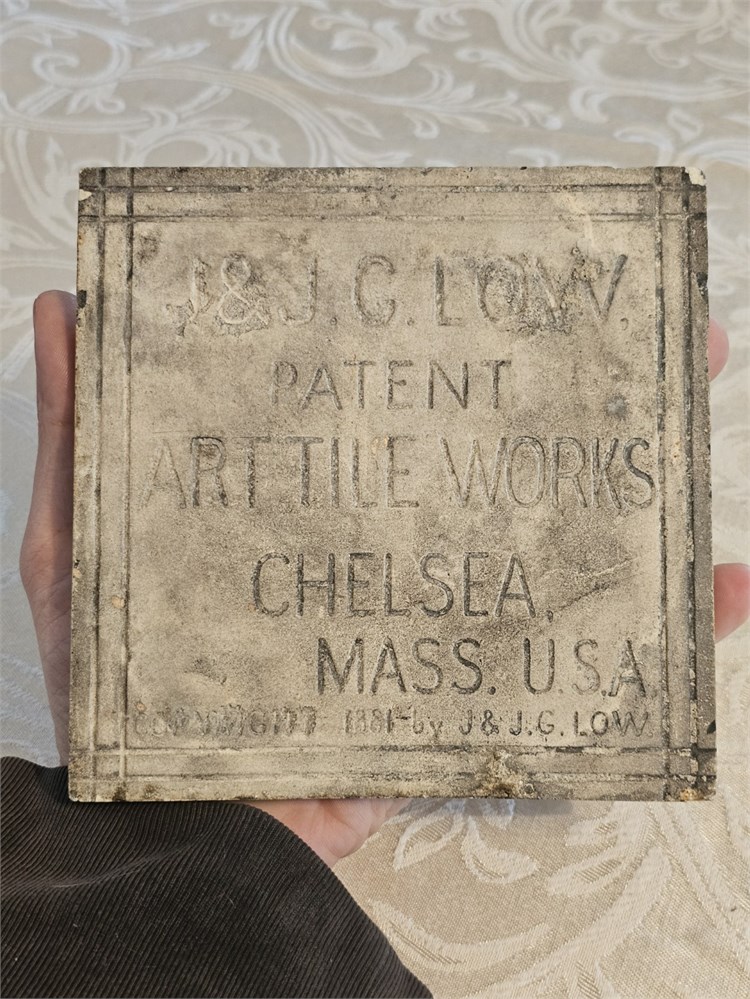 J & J. G. LOW.
PATENT
ART TILE WORKS
CHELSEA,
MASS. U.S.A.
COPYRIGHT 1881 by J & J. G. LOW